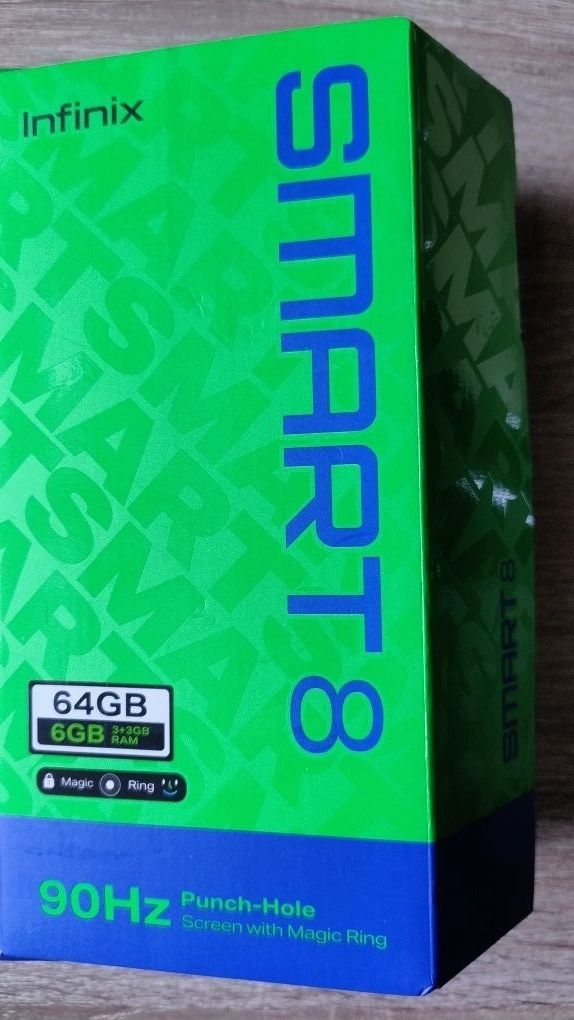 Infinix
SMART 8
64GB
6GB 3+3GB
RAM
Magic Ring
90Hz Punch-Hole
Screen with Magic Ring
SMART 8